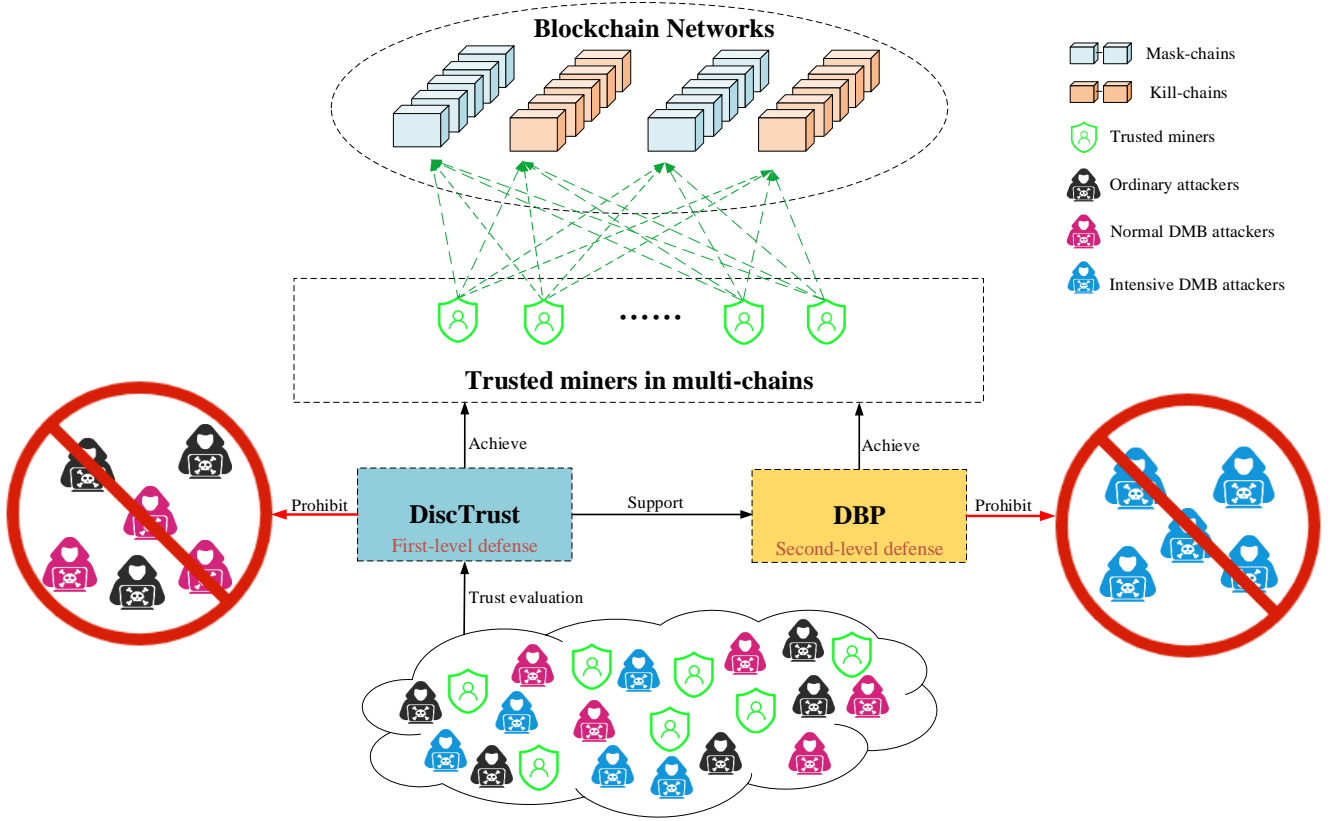 Blockchain Networks
Mask-chains
Kill-chains
Trusted miners
Ordinary attackers
Normal DMB attackers
Intensive DMB attackers
......
Trusted miners in multi-chains
Achieve
Achieve
Prohibit
DiscTrust
First-level defense
Support
DBP
Second-level defense
Prohibit
Trust evaluation